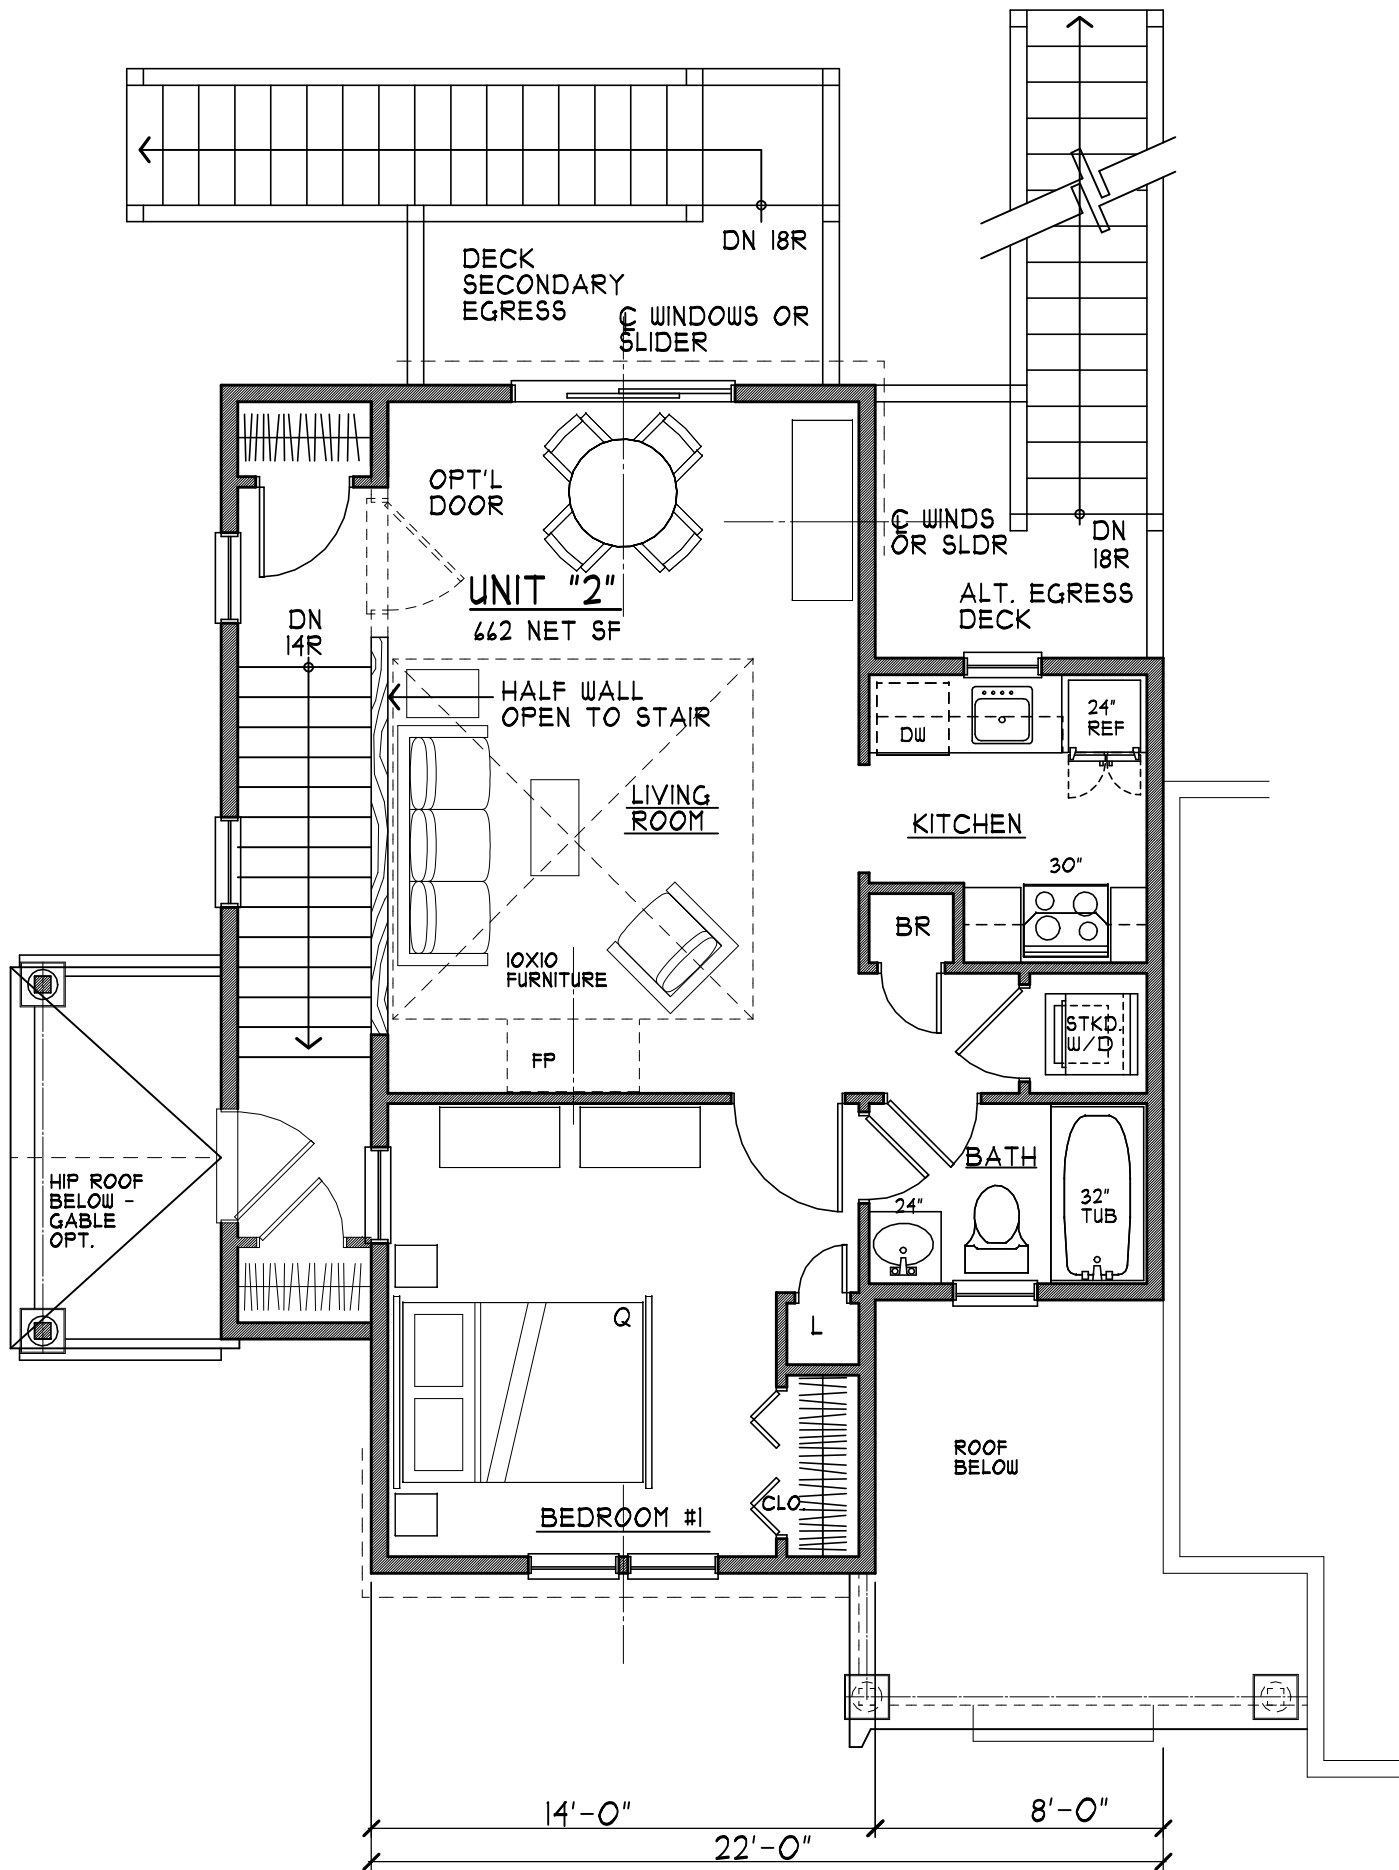 DN 18R
DECK
SECONDARY
EGRESS
℄ WINDOWS OR
SLIDER
OPT'L
DOOR
℄ WINDS
OR SLDR
DN
18R
ALT. EGRESS
DECK
UNIT "2"
662 NET SF
DN
14R
HALF WALL
OPEN TO STAIR
24"
REF
DW
LIVING
ROOM
KITCHEN
30"
BR
10X10
FURNITURE
STKD.
W/D
FP
BATH
HIP ROOF
BELOW -
GABLE
OPT.
24"
32"
TUB
Q
L
ROOF
BELOW
CLO.
BEDROOM #1
14'-0"
8'-0"
22'-0"